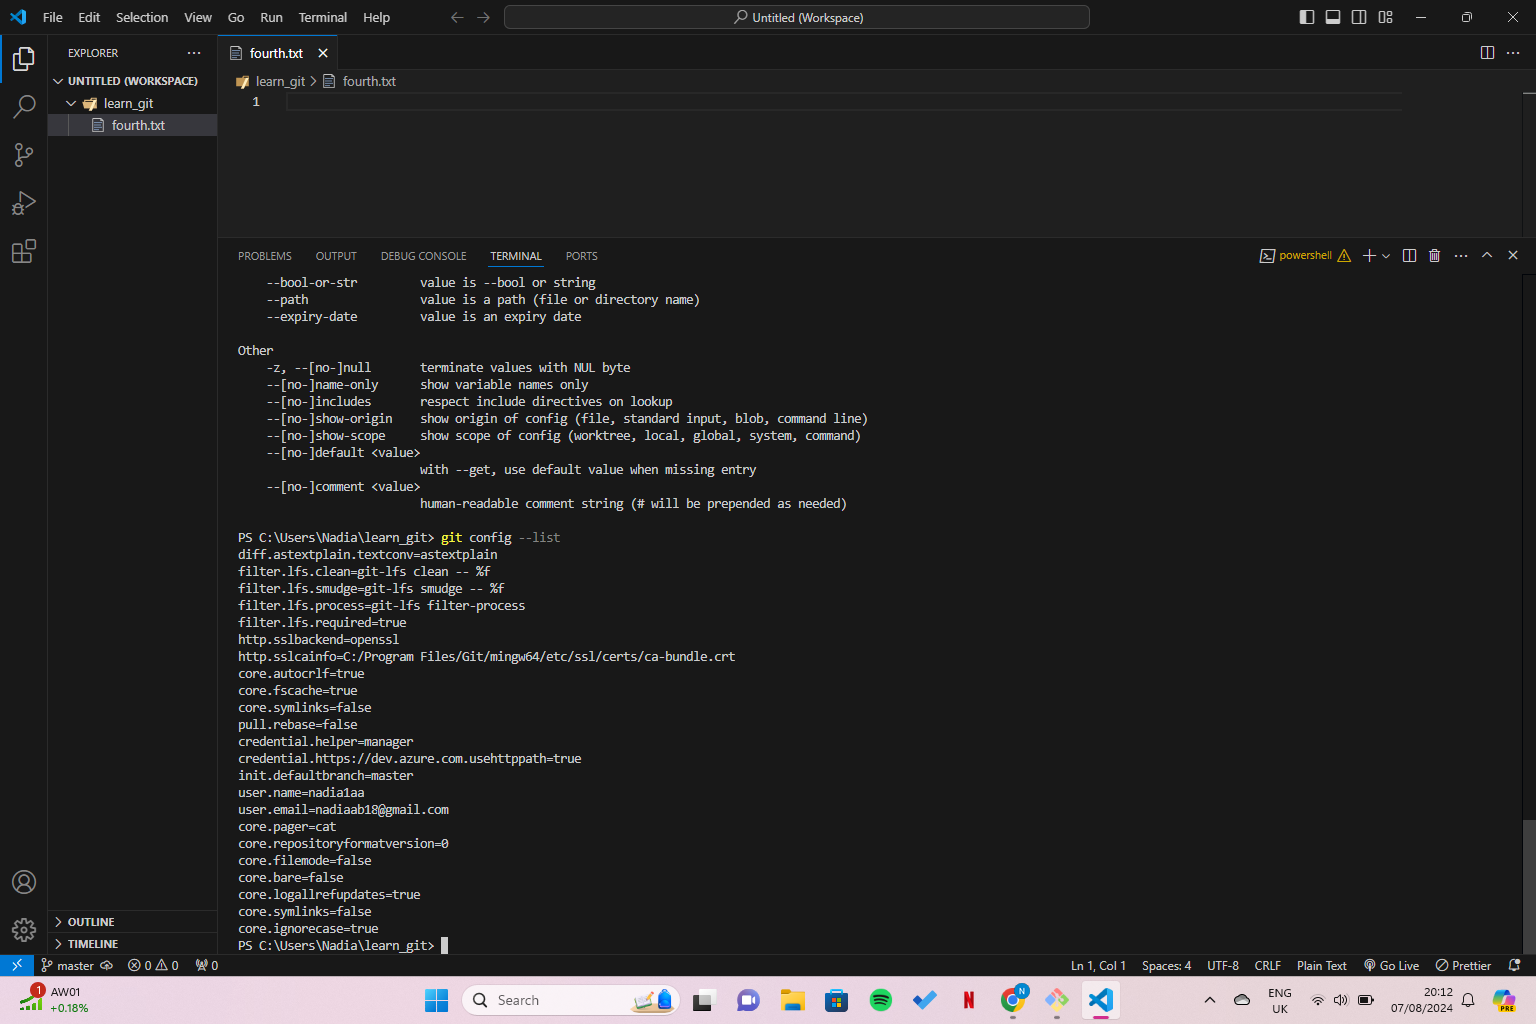 File Edit Selection View Go Run Terminal Help
Untitled (Workspace)
EXPLORER
UNTITLED (WORKSPACE)
learn_git
fourth.txt
OUTLINE
TIMELINE
fourth.txt
learn_git > fourth.txt
1
PROBLEMS OUTPUT DEBUG CONSOLE TERMINAL PORTS
powershell
--bool-or-str value is --bool or string
--path value is a path (file or directory name)
--expiry-date value is an expiry date
Other
-z, --[no-]null terminate values with NUL byte
--[no-]name-only show variable names only
--[no-]includes respect include directives on lookup
--[no-]show-origin show origin of config (file, standard input, blob, command line)
--[no-]show-scope show scope of config (worktree, local, global, system, command)
--[no-]default <value>
with --get, use default value when missing entry
--[no-]comment <value>
human-readable comment string (# will be prepended as needed)
PS C:\Users\Nadia\learn_git> git config --list
diff.astextplain.textconv=astextplain
filter.lfs.clean=git-lfs clean -- %f
filter.lfs.smudge=git-lfs smudge -- %f
filter.lfs.process=git-lfs filter-process
filter.lfs.required=true
http.sslbackend=openssl
http.sslcainfo=C:/Program Files/Git/mingw64/etc/ssl/certs/ca-bundle.crt
core.autocrlf=true
core.fscache=true
core.symlinks=false
pull.rebase=false
credential.helper=manager
credential.https://dev.azure.com.usehttppath=true
init.defaultbranch=master
user.name=nadia1aa
user.email=nadiaab18@gmail.com
core.pager=cat
core.repositoryformatversion=0
core.filemode=false
core.bare=false
core.logallrefupdates=true
core.symlinks=false
core.ignorecase=true
PS C:\Users\Nadia\learn_git>
master 0 0 0 Ln 1, Col 1 Spaces: 4 UTF-8 CRLF Plain Text Go Live Prettier
1 AW01
+0.18%
Search
N
N
ENG
UK
20:12
07/08/2024
PRE